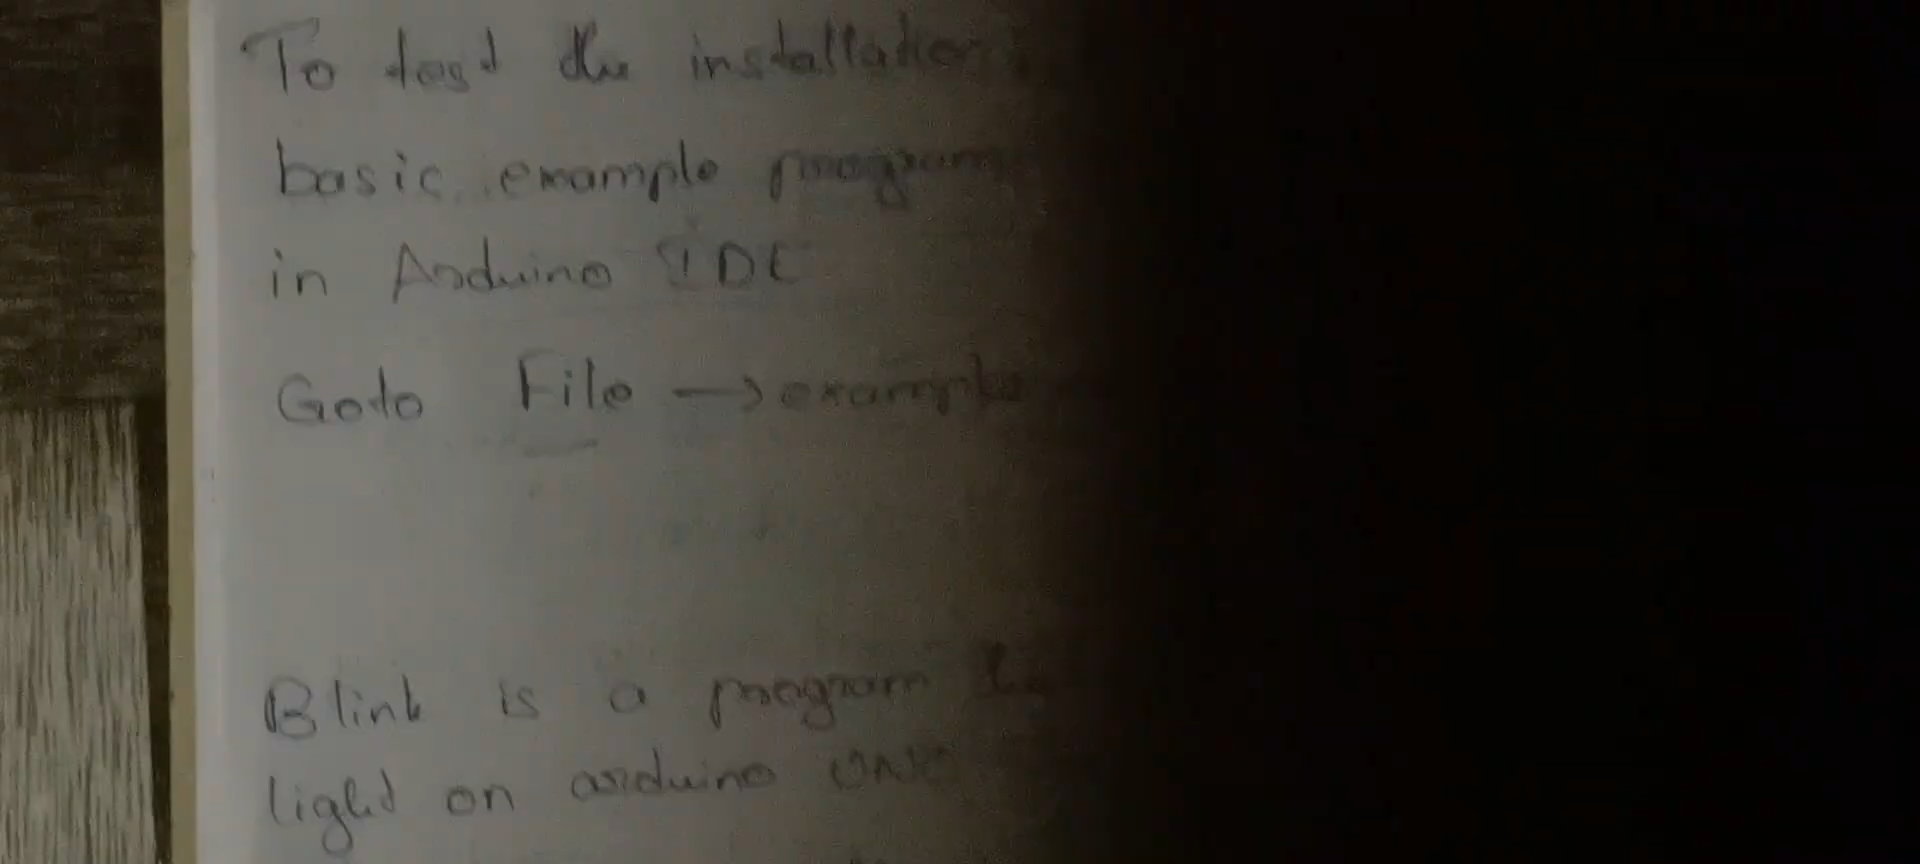 To test the installation
basic example program
in Arduino IDE
Goto File → example
Blink is a program
light on arduino